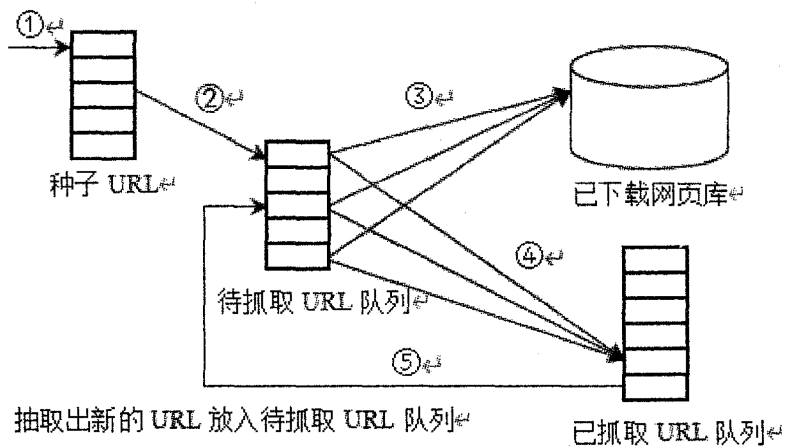 ①↵
②↵
③↵
种子 URL↵
已下载网页库↵
④↵
待抓取 URL 队列↵
⑤↵
抽取出新的 URL 放入待抓取 URL 队列↵
已抓取 URL 队列↵